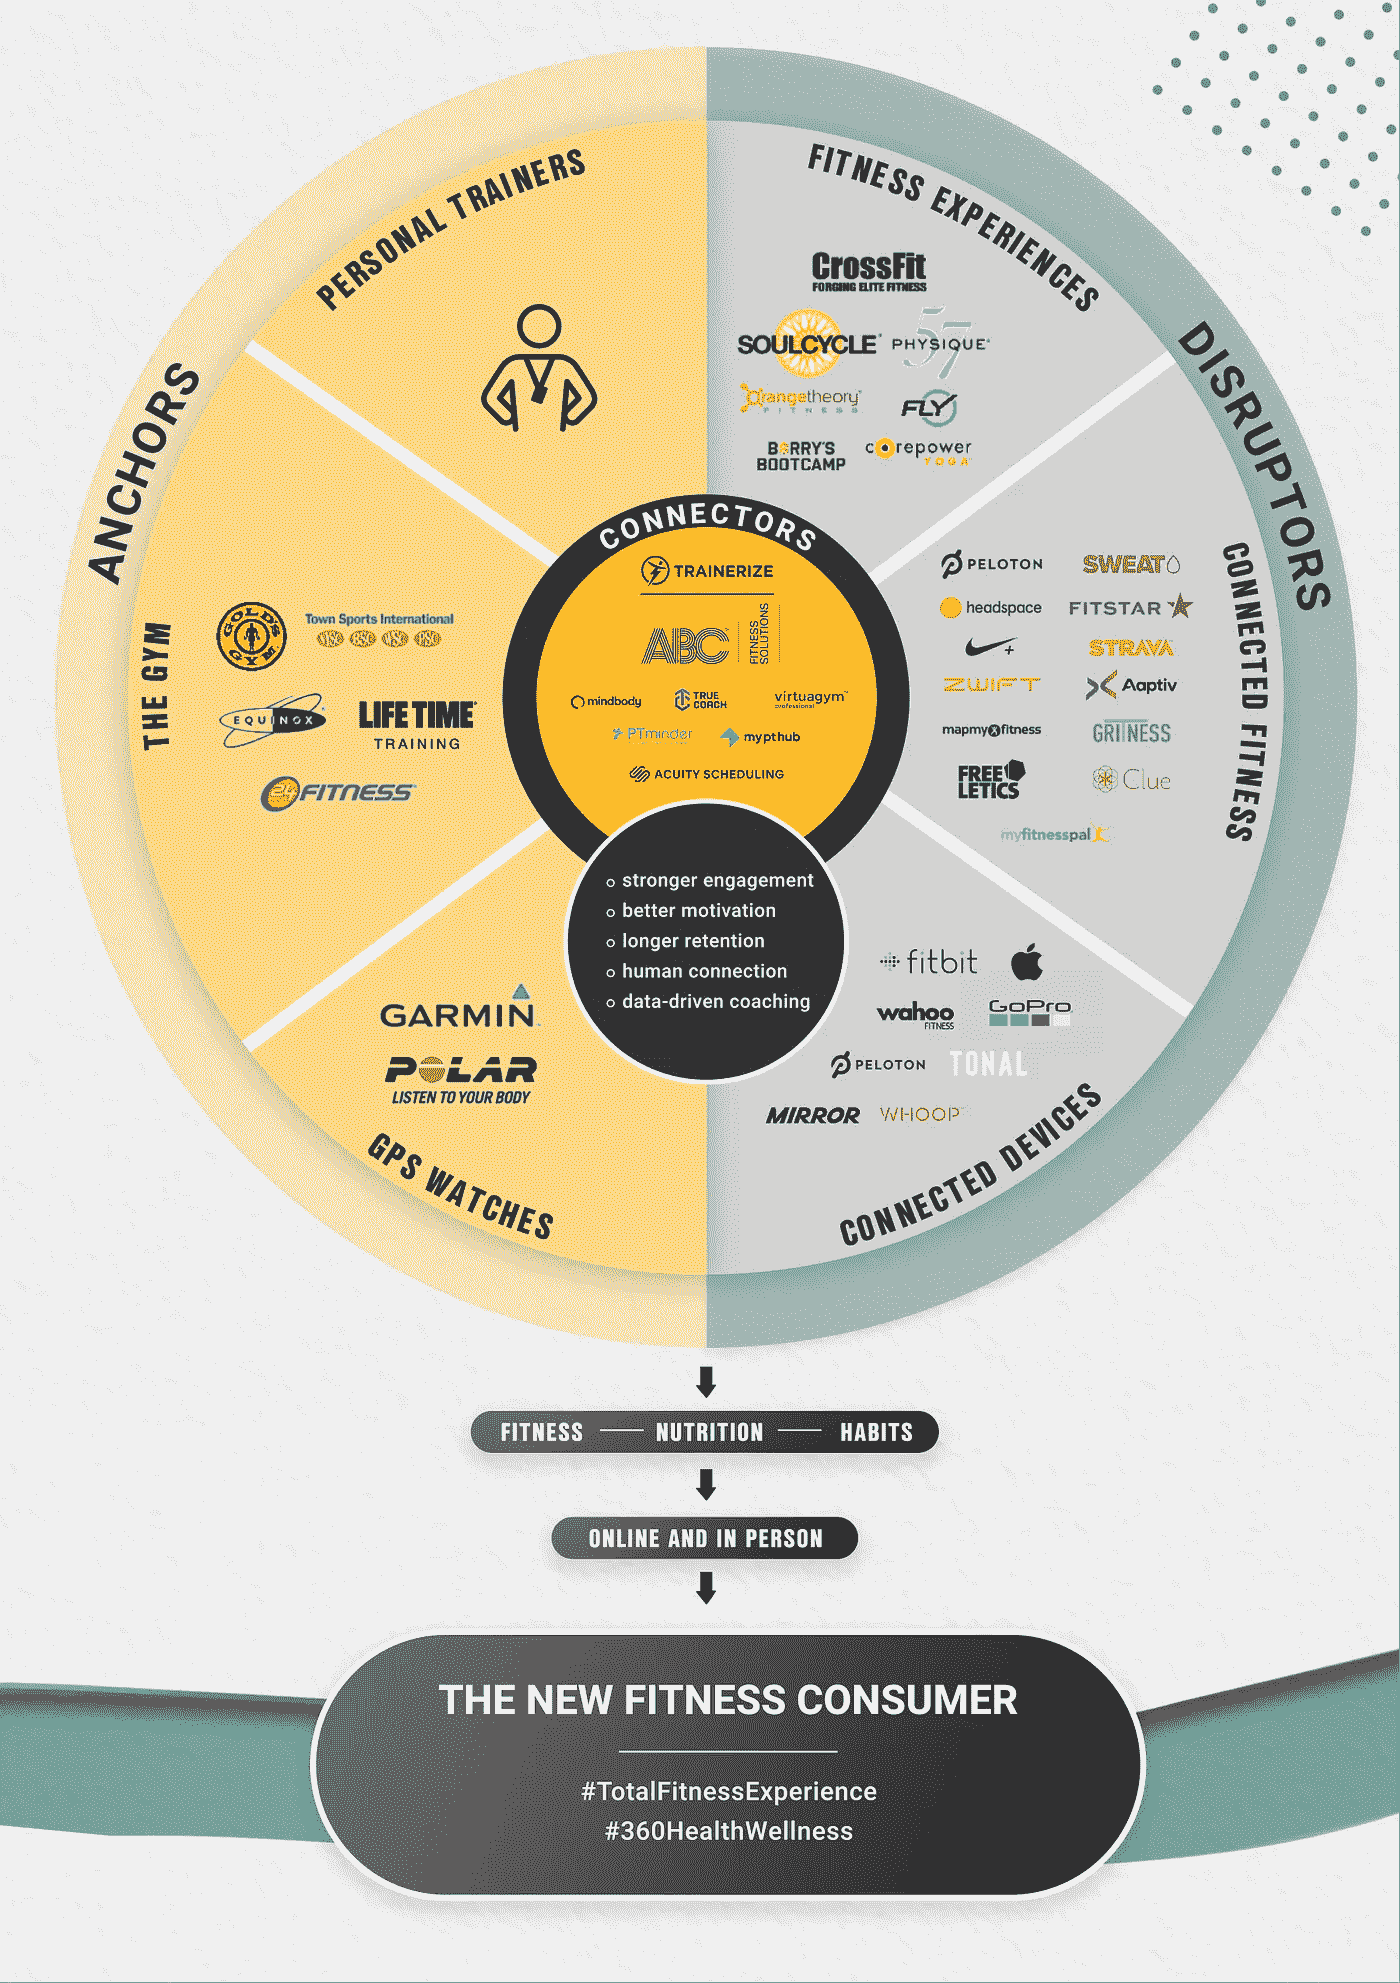 ANCHORS
DISRUPTORS
PERSONAL TRAINERS
FITNESS EXPERIENCES
CrossFit
FORGING ELITE FITNESS
SOULCYCLE
PHYSIQUE 57
Orangetheory
FITNESS
FLY
BARRY'S
BOOTCAMP
corepower
YOGA
THE GYM
GOLD'S GYM
Town Sports International
EQUINOX
LIFE TIME
TRAINING
24 FITNESS
CONNECTORS
TRAINERIZE
ABC FITNESS SOLUTIONS
mindbody
TRUE
COACH
virtuagym
professional
PTminder
mypthub
ACUITY SCHEDULING
CONNECTED FITNESS
PELOTON
SWEAT
headspace
FITSTAR
+
STRAVA
ZWIFT
Aaptiv
mapmyfitness
GRITNESS
FREE
LETICS
Clue
myfitnesspal
stronger engagement
better motivation
longer retention
human connection
data-driven coaching
GARMIN
POLAR
LISTEN TO YOUR BODY
GPS WATCHES
fitbit
wahoo
FITNESS
GoPro
PELOTON
TONAL
MIRROR
WHOOP
CONNECTED DEVICES
FITNESS — NUTRITION — HABITS
ONLINE AND IN PERSON
THE NEW FITNESS CONSUMER
#TotalFitnessExperience
#360HealthWellness